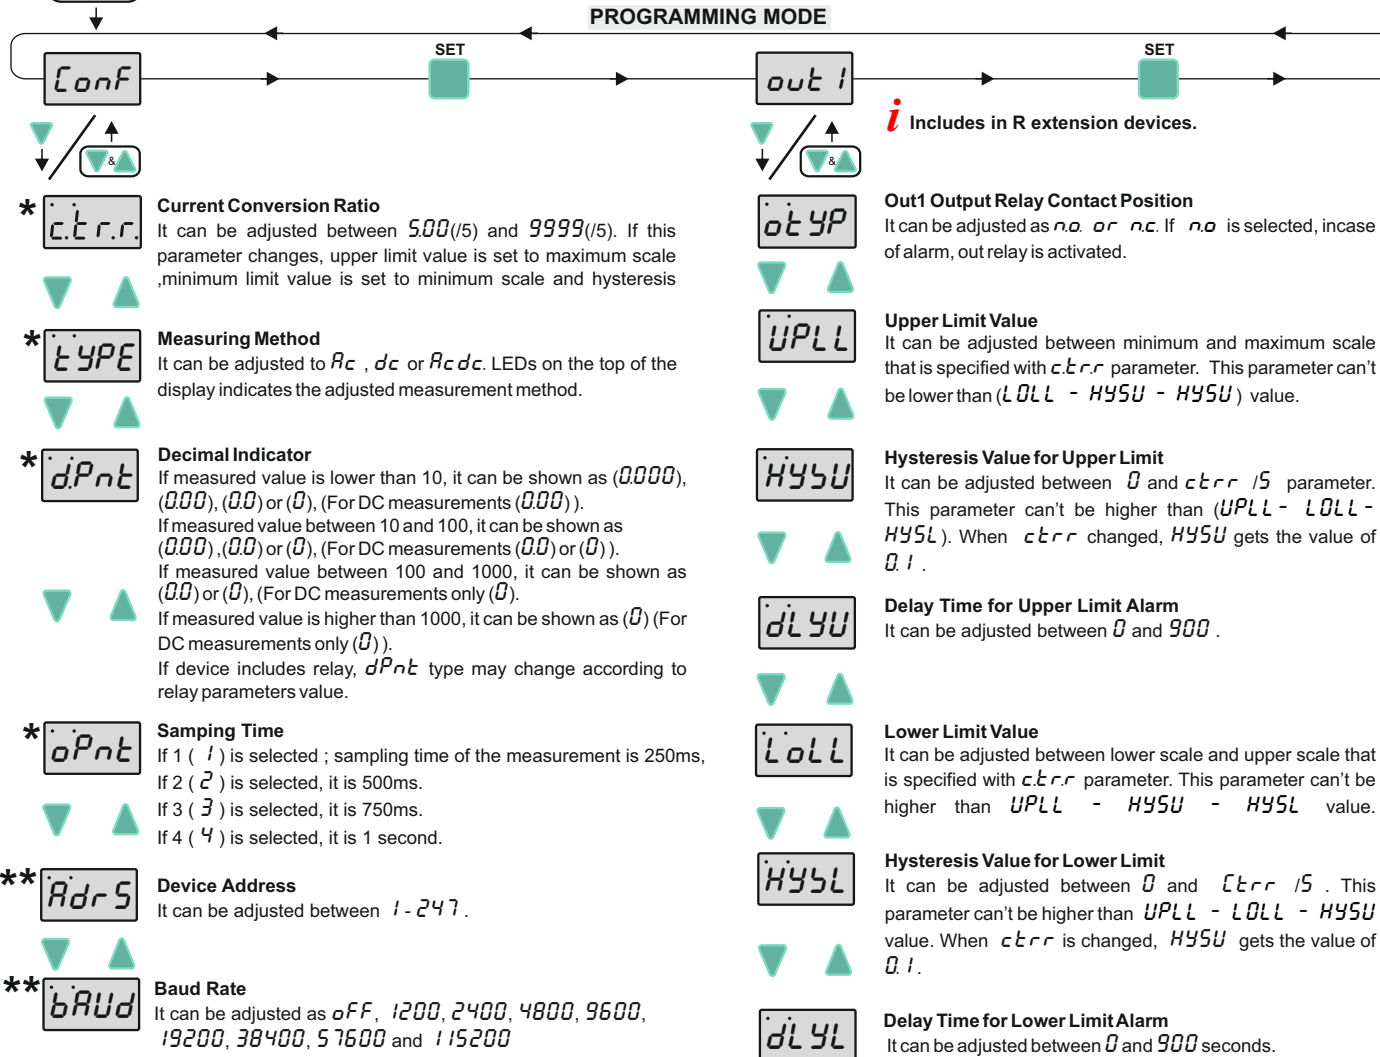 PROGRAMMING MODE
SET
SET
ConF
out 1
i Includes in R extension devices.
&
&
* c.t r.r.
Current Conversion Ratio
It can be adjusted between 5.00(/5) and 9999(/5). If this
parameter changes, upper limit value is set to maximum scale
,minimum limit value is set to minimum scale and hysteresis
* tYPE
Measuring Method
It can be adjusted to Ac , dc or Acdc. LEDs on the top of the
display indicates the adjusted measurement method.
* d.Pnt
Decimal Indicator
If measured value is lower than 10, it can be shown as (0.000),
(0.00), (0.0) or (0), (For DC measurements (0.00) ).
If measured value between 10 and 100, it can be shown as
(0.00) ,(0.0) or (0), (For DC measurements (0.0) or (0) ).
If measured value between 100 and 1000, it can be shown as
(0.0) or (0), (For DC measurements only (0).
If measured value is higher than 1000, it can be shown as (0) (For
DC measurements only (0) ).
If device includes relay, dPnt type may change according to
relay parameters value.
* oPnt
Samping Time
If 1 ( 1 ) is selected ; sampling time of the measurement is 250ms,
If 2 ( 2 ) is selected, it is 500ms.
If 3 ( 3 ) is selected, it is 750ms.
If 4 ( 4 ) is selected, it is 1 second.
** AdrS
Device Address
It can be adjusted between 1 - 247 .
** bAUd
Baud Rate
It can be adjusted as oFF, 1200, 2400, 4800, 9600,
19200, 38400, 57600 and 115200
otYP
Out1 Output Relay Contact Position
It can be adjusted as n.o. or n.c. If n.o is selected, incase
of alarm, out relay is activated.
UPLL
Upper Limit Value
It can be adjusted between minimum and maximum scale
that is specified with c.t r.r parameter. This parameter can't
be lower than (LOLL - HYSU - HYSU ) value.
HYSU
Hysteresis Value for Upper Limit
It can be adjusted between 0 and ctrr /5 parameter.
This parameter can't be higher than (UPLL - LOLL -
HYSL ). When ctrr changed, HYSU gets the value of
0.1 .
dLYU
Delay Time for Upper Limit Alarm
It can be adjusted between 0 and 900 .
LoLL
Lower Limit Value
It can be adjusted between lower scale and upper scale that
is specified with c.t r.r parameter. This parameter can't be
higher than UPLL - HYSU - HYSL value.
HYSL
Hysteresis Value for Lower Limit
It can be adjusted between 0 and Ctrr /5 . This
parameter can't be higher than UPLL - LOLL - HYSU
value. When ctrr is changed, HYSU gets the value of
0.1 .
dLYL
Delay Time for Lower Limit Alarm
It can be adjusted between 0 and 900 seconds.